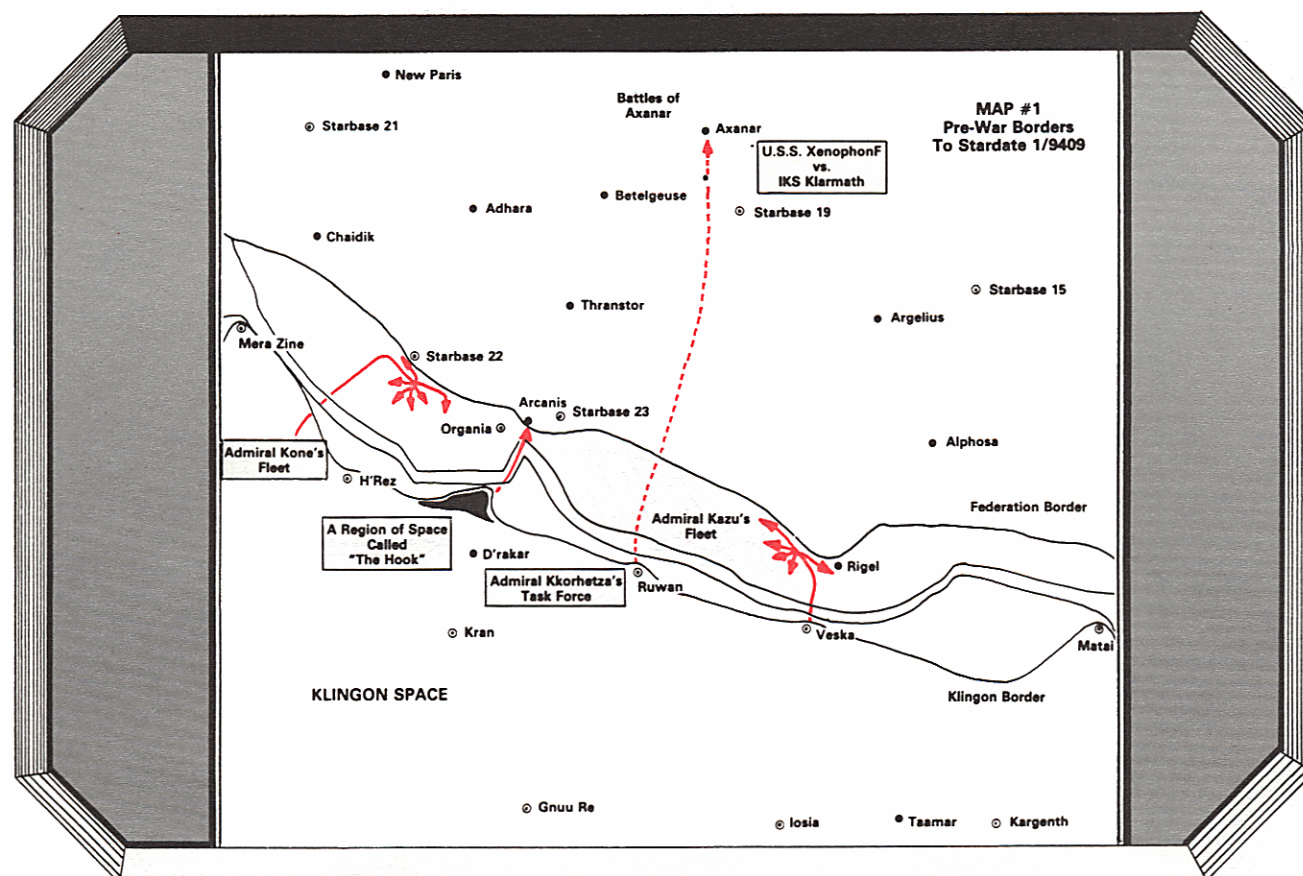 New Paris
Battles of
Axanar
MAP #1
Pre-War Borders
To Stardate 1/9409
Starbase 21
Axanar
U.S.S. XenophonF
vs.
IKS Klarmath
Adhara
Betelgeuse
Starbase 19
Chaidik
Starbase 15
Thranstor
Argelius
Mera Zine
Starbase 22
Arcanis
Starbase 23
Organia
Alphosa
Admiral Kone's
Fleet
H'Rez
Federation Border
A Region of Space
Called
"The Hook"
Admiral Kazu's
Fleet
D'rakar
Rigel
Admiral Kkorhetza's
Task Force
Ruwan
Kran
Veska
Matai
KLINGON SPACE
Klingon Border
Gnuu Re
Iosia
Taamar
Kargenth